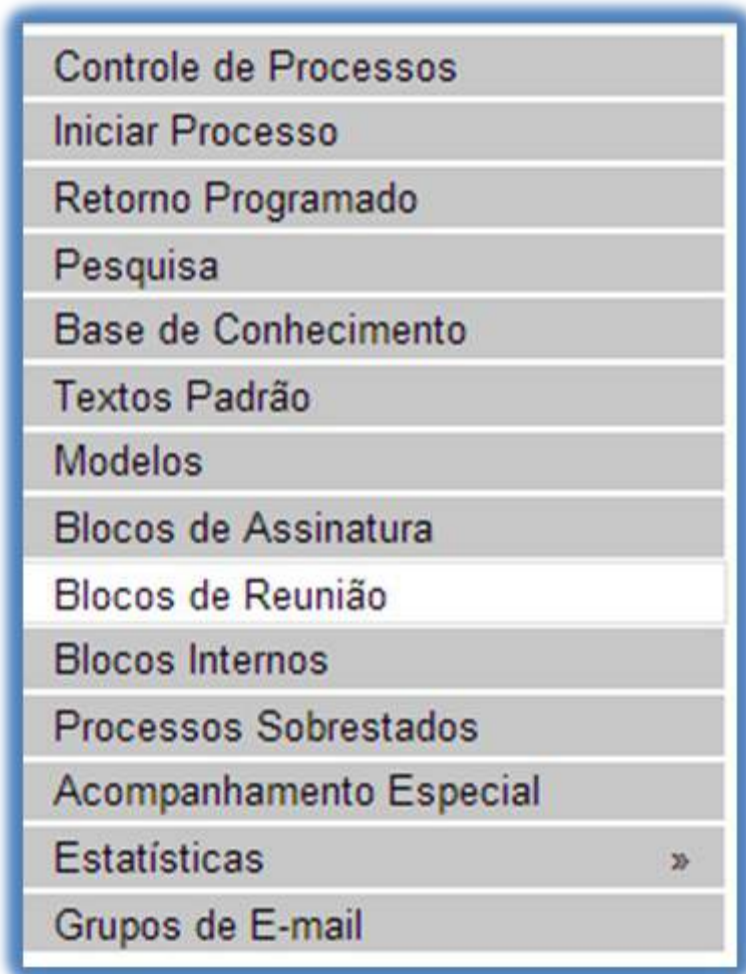 Controle de Processos
Iniciar Processo
Retorno Programado
Pesquisa
Base de Conhecimento
Textos Padrão
Modelos
Blocos de Assinatura
Blocos de Reunião
Blocos Internos
Processos Sobrestados
Acompanhamento Especial
Estatísticas »
Grupos de E-mail